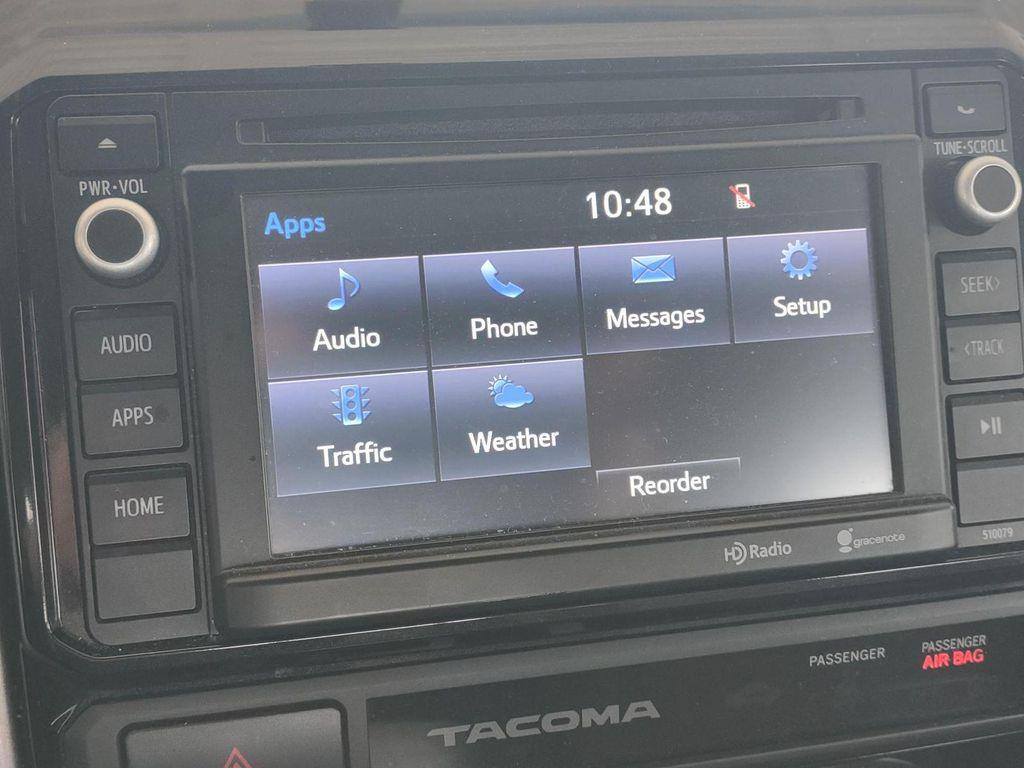 PWR•VOL
TUNE•SCROLL
Apps
10:48
Audio
Phone
Messages
Setup
Traffic
Weather
Reorder
AUDIO
APPS
HOME
SEEK>
<TRACK
HD Radio
gracenote
510079
PASSENGER
PASSENGER
AIR BAG
TACOMA